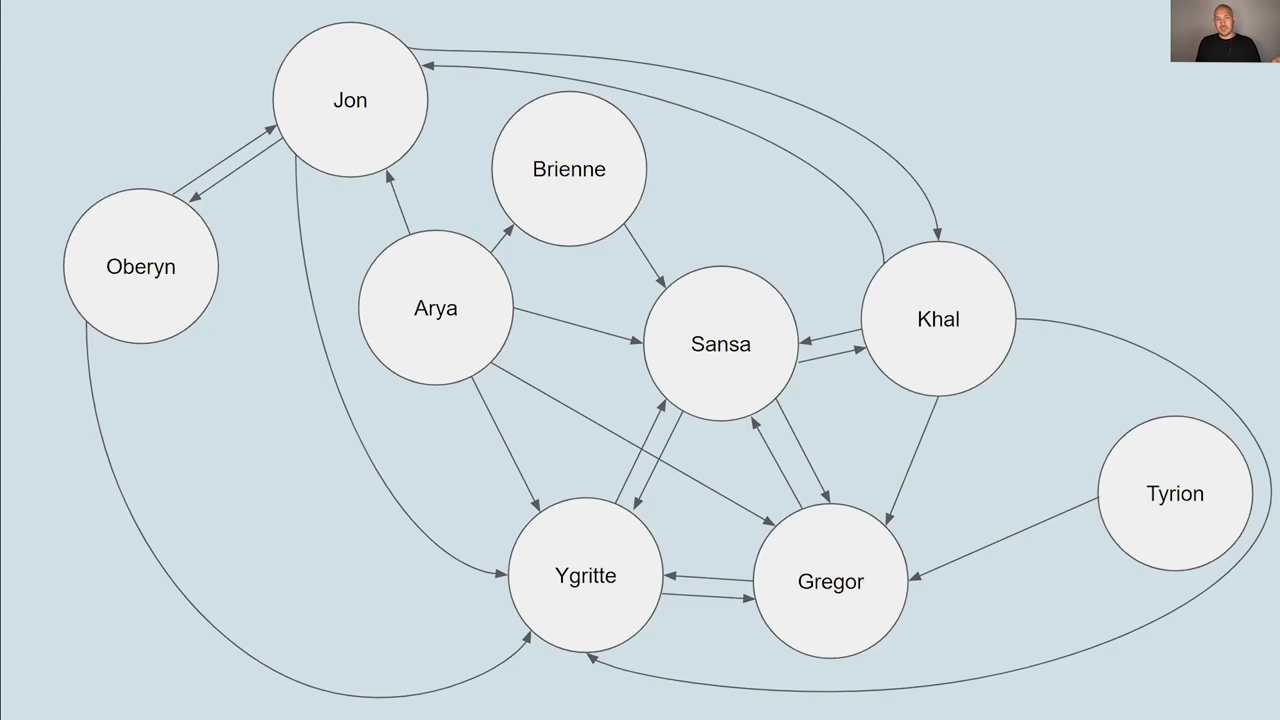 Jon
Brienne
Oberyn
Arya
Sansa
Khal
Tyrion
Ygritte
Gregor